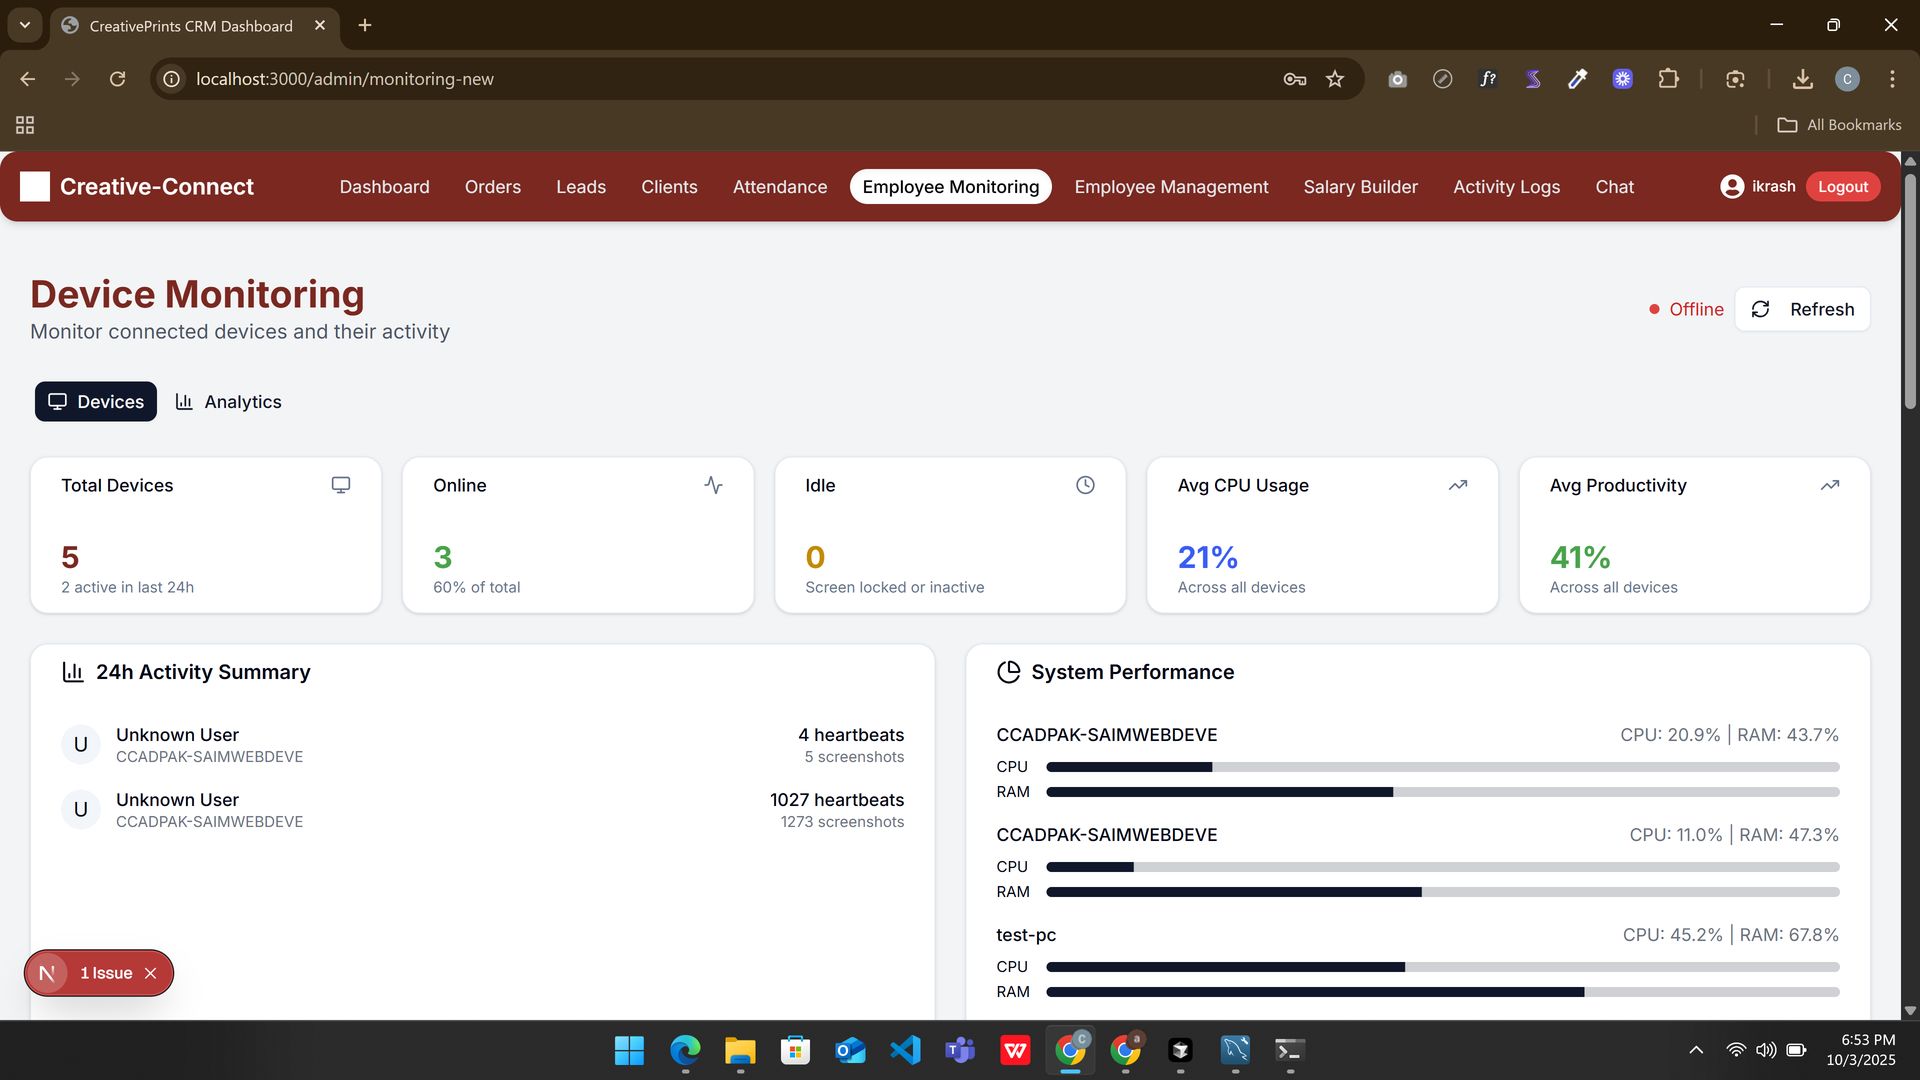 CreativePrints CRM Dashboard
localhost:3000/admin/monitoring-new
f?
C
All Bookmarks
Creative-Connect
Dashboard
Orders
Leads
Clients
Attendance
Employee Monitoring
Employee Management
Salary Builder
Activity Logs
Chat
ikrash
Logout
Device Monitoring
Monitor connected devices and their activity
Offline
Refresh
Devices
Analytics
Total Devices
5
2 active in last 24h
Online
3
60% of total
Idle
0
Screen locked or inactive
Avg CPU Usage
21%
Across all devices
Avg Productivity
41%
Across all devices
24h Activity Summary
U
Unknown User
CCADPAK-SAIMWEBDEVE
4 heartbeats
5 screenshots
U
Unknown User
CCADPAK-SAIMWEBDEVE
1027 heartbeats
1273 screenshots
System Performance
CCADPAK-SAIMWEBDEVE
CPU: 20.9% | RAM: 43.7%
CPU
RAM
CCADPAK-SAIMWEBDEVE
CPU: 11.0% | RAM: 47.3%
CPU
RAM
test-pc
CPU: 45.2% | RAM: 67.8%
CPU
RAM
N
1 Issue
C
a
6:53 PM
10/3/2025